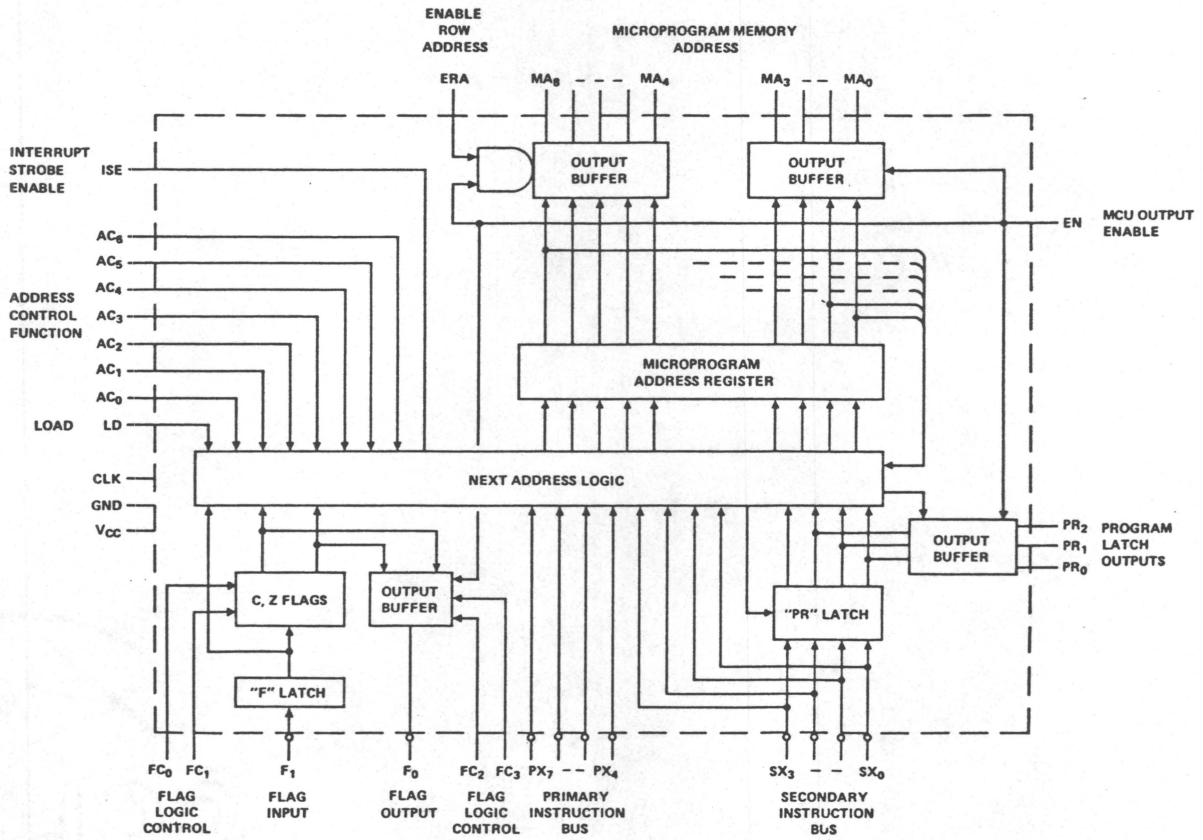 ENABLE
ROW
ADDRESS
MICROPROGRAM MEMORY
ADDRESS
ERA
MA8
MA4
MA3
MA0
INTERRUPT
STROBE
ENABLE
ISE
OUTPUT
BUFFER
OUTPUT
BUFFER
EN
MCU OUTPUT
ENABLE
AC6
AC5
AC4
ADDRESS
CONTROL
FUNCTION
AC3
AC2
AC1
AC0
MICROPROGRAM
ADDRESS REGISTER
LOAD
LD
CLK
GND
VCC
NEXT ADDRESS LOGIC
C, Z FLAGS
OUTPUT
BUFFER
"F" LATCH
"PR" LATCH
OUTPUT
BUFFER
PR2
PR1
PR0
PROGRAM
LATCH
OUTPUTS
FC0
FC1
F1
F0
FC2
FC3
PX7
PX4
SX3
SX0
FLAG
LOGIC
CONTROL
FLAG
INPUT
FLAG
OUTPUT
FLAG
LOGIC
CONTROL
PRIMARY
INSTRUCTION
BUS
SECONDARY
INSTRUCTION
BUS